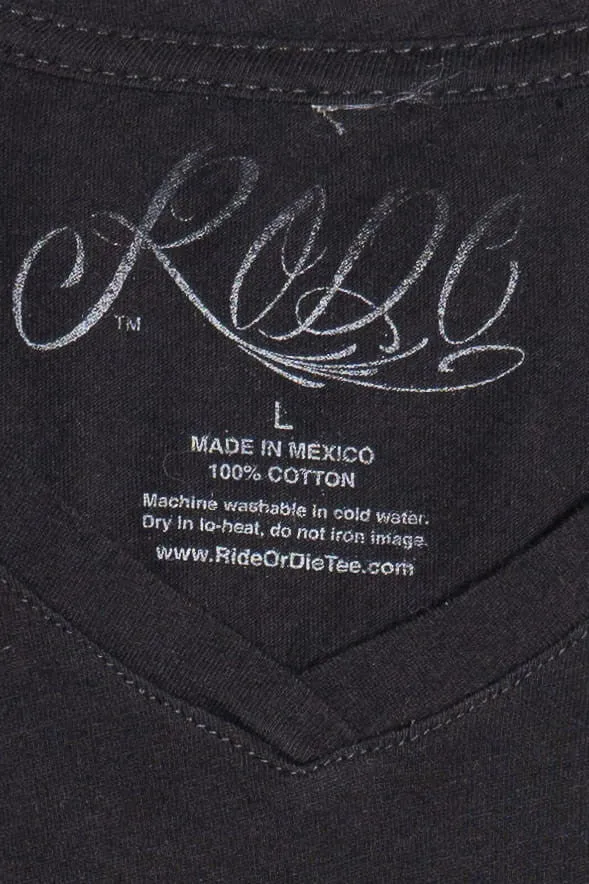 TM
L
MADE IN MEXICO
100% COTTON
Machine washable in cold water.
Dry in lo-heat, do not iron image.
www.RideOrDieTee.com